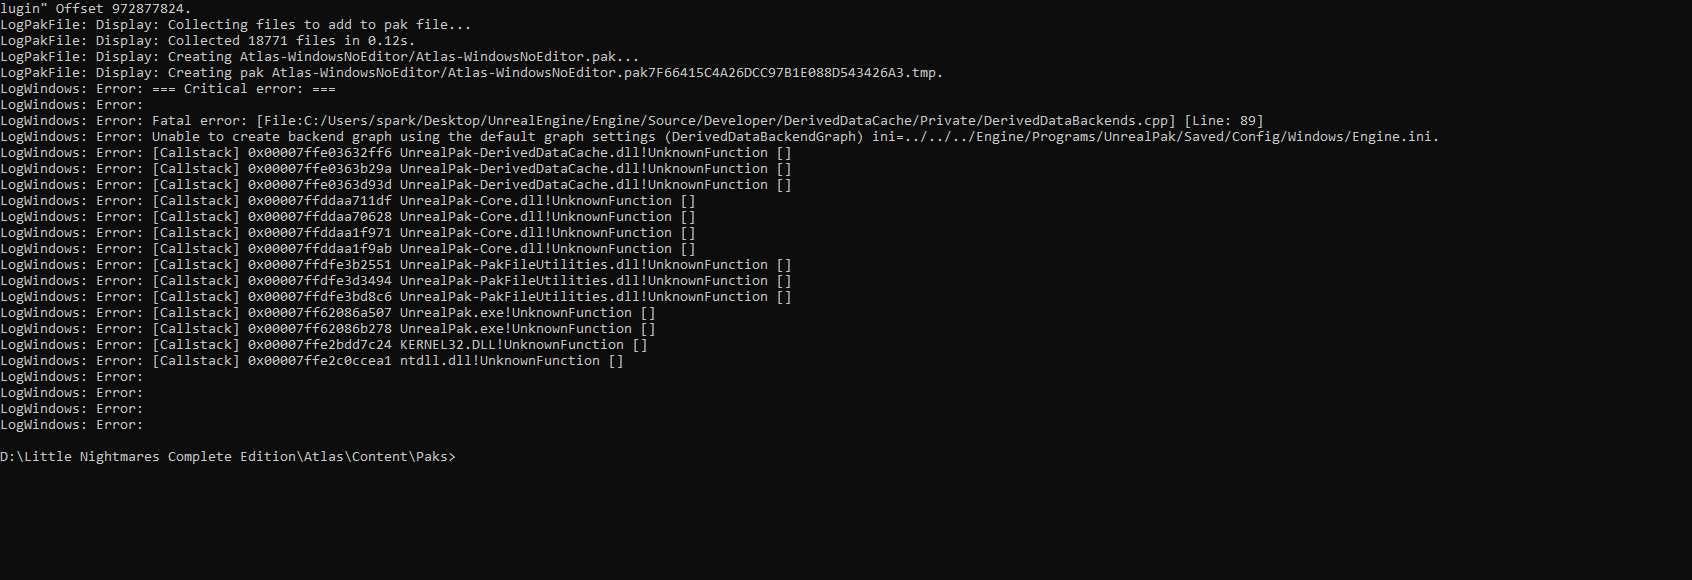 lugin" Offset 972877824.
LogPakFile: Display: Collecting files to add to pak file...
LogPakFile: Display: Collected 18771 files in 0.12s.
LogPakFile: Display: Creating Atlas-WindowsNoEditor/Atlas-WindowsNoEditor.pak...
LogPakFile: Display: Creating pak Atlas-WindowsNoEditor/Atlas-WindowsNoEditor.pak7F66415C4A26DCC97B1E088D543426A3.tmp.
LogWindows: Error: === Critical error: ===
LogWindows: Error:
LogWindows: Error: Fatal error: [File:C:/Users/spark/Desktop/UnrealEngine/Engine/Source/Developer/DerivedDataCache/Private/DerivedDataBackends.cpp] [Line: 89]
LogWindows: Error: Unable to create backend graph using the default graph settings (DerivedDataBackendGraph) ini=../../../Engine/Programs/UnrealPak/Saved/Config/Windows/Engine.ini.
LogWindows: Error: [Callstack] 0x00007ffe03632ff6 UnrealPak-DerivedDataCache.dll!UnknownFunction []
LogWindows: Error: [Callstack] 0x00007ffe0363b29a UnrealPak-DerivedDataCache.dll!UnknownFunction []
LogWindows: Error: [Callstack] 0x00007ffe0363d93d UnrealPak-DerivedDataCache.dll!UnknownFunction []
LogWindows: Error: [Callstack] 0x00007ffddaa711df UnrealPak-Core.dll!UnknownFunction []
LogWindows: Error: [Callstack] 0x00007ffddaa70628 UnrealPak-Core.dll!UnknownFunction []
LogWindows: Error: [Callstack] 0x00007ffddaa1f971 UnrealPak-Core.dll!UnknownFunction []
LogWindows: Error: [Callstack] 0x00007ffddaa1f9ab UnrealPak-Core.dll!UnknownFunction []
LogWindows: Error: [Callstack] 0x00007ffdfe3b2551 UnrealPak-PakFileUtilities.dll!UnknownFunction []
LogWindows: Error: [Callstack] 0x00007ffdfe3d3494 UnrealPak-PakFileUtilities.dll!UnknownFunction []
LogWindows: Error: [Callstack] 0x00007ffdfe3bd8c6 UnrealPak-PakFileUtilities.dll!UnknownFunction []
LogWindows: Error: [Callstack] 0x00007ff62086a507 UnrealPak.exe!UnknownFunction []
LogWindows: Error: [Callstack] 0x00007ff62086b278 UnrealPak.exe!UnknownFunction []
LogWindows: Error: [Callstack] 0x00007ffe2bdd7c24 KERNEL32.DLL!UnknownFunction []
LogWindows: Error: [Callstack] 0x00007ffe2c0ccea1 ntdll.dll!UnknownFunction []
LogWindows: Error:
LogWindows: Error:
LogWindows: Error:
LogWindows: Error:
D:\Little Nightmares Complete Edition\Atlas\Content\Paks>